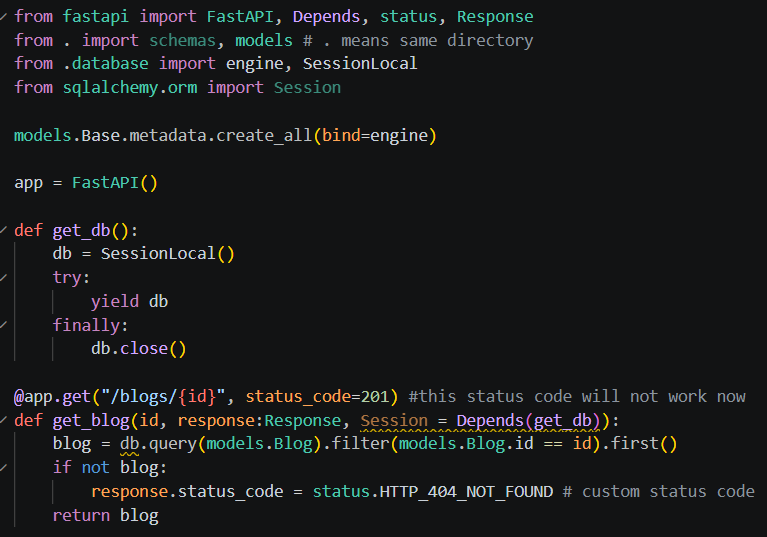 from fastapi import FastAPI, Depends, status, Response
from . import schemas, models # . means same directory
from .database import engine, SessionLocal
from sqlalchemy.orm import Session

models.Base.metadata.create_all(bind=engine)

app = FastAPI()

def get_db():
    db = SessionLocal()
    try:
        yield db
    finally:
        db.close()

@app.get("/blogs/{id}", status_code=201) #this status code will not work now
def get_blog(id, response:Response, Session = Depends(get_db)):
    blog = db.query(models.Blog).filter(models.Blog.id == id).first()
    if not blog:
        response.status_code = status.HTTP_404_NOT_FOUND # custom status code
    return blog